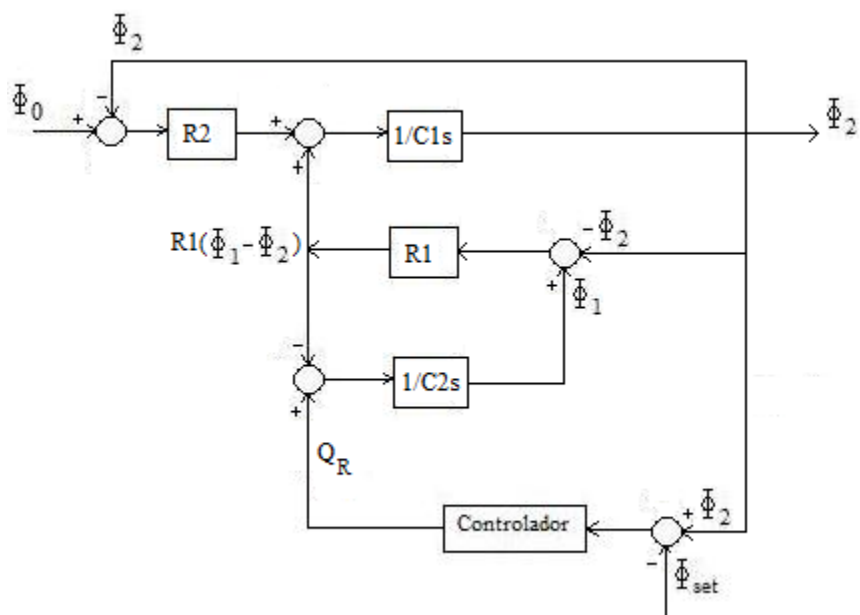 Φ2
Φ0
+
-
R2
+
+
1/C1s
Φ2
R1(Φ1-Φ2)
R1
- Φ2
+
Φ1
-
+
1/C2s
QR
Controlador
+
Φ2
-
Φset